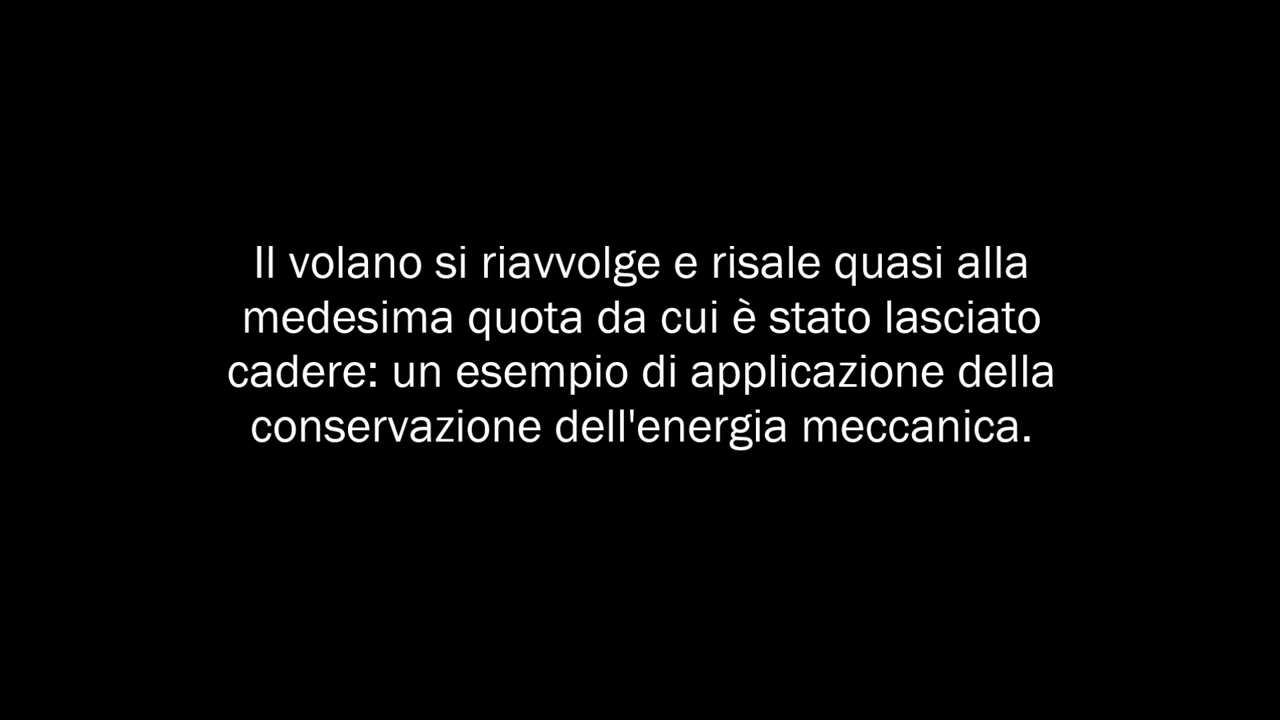 Il volano si riavvolge e risale quasi alla
medesima quota da cui è stato lasciato
cadere: un esempio di applicazione della
conservazione dell'energia meccanica.